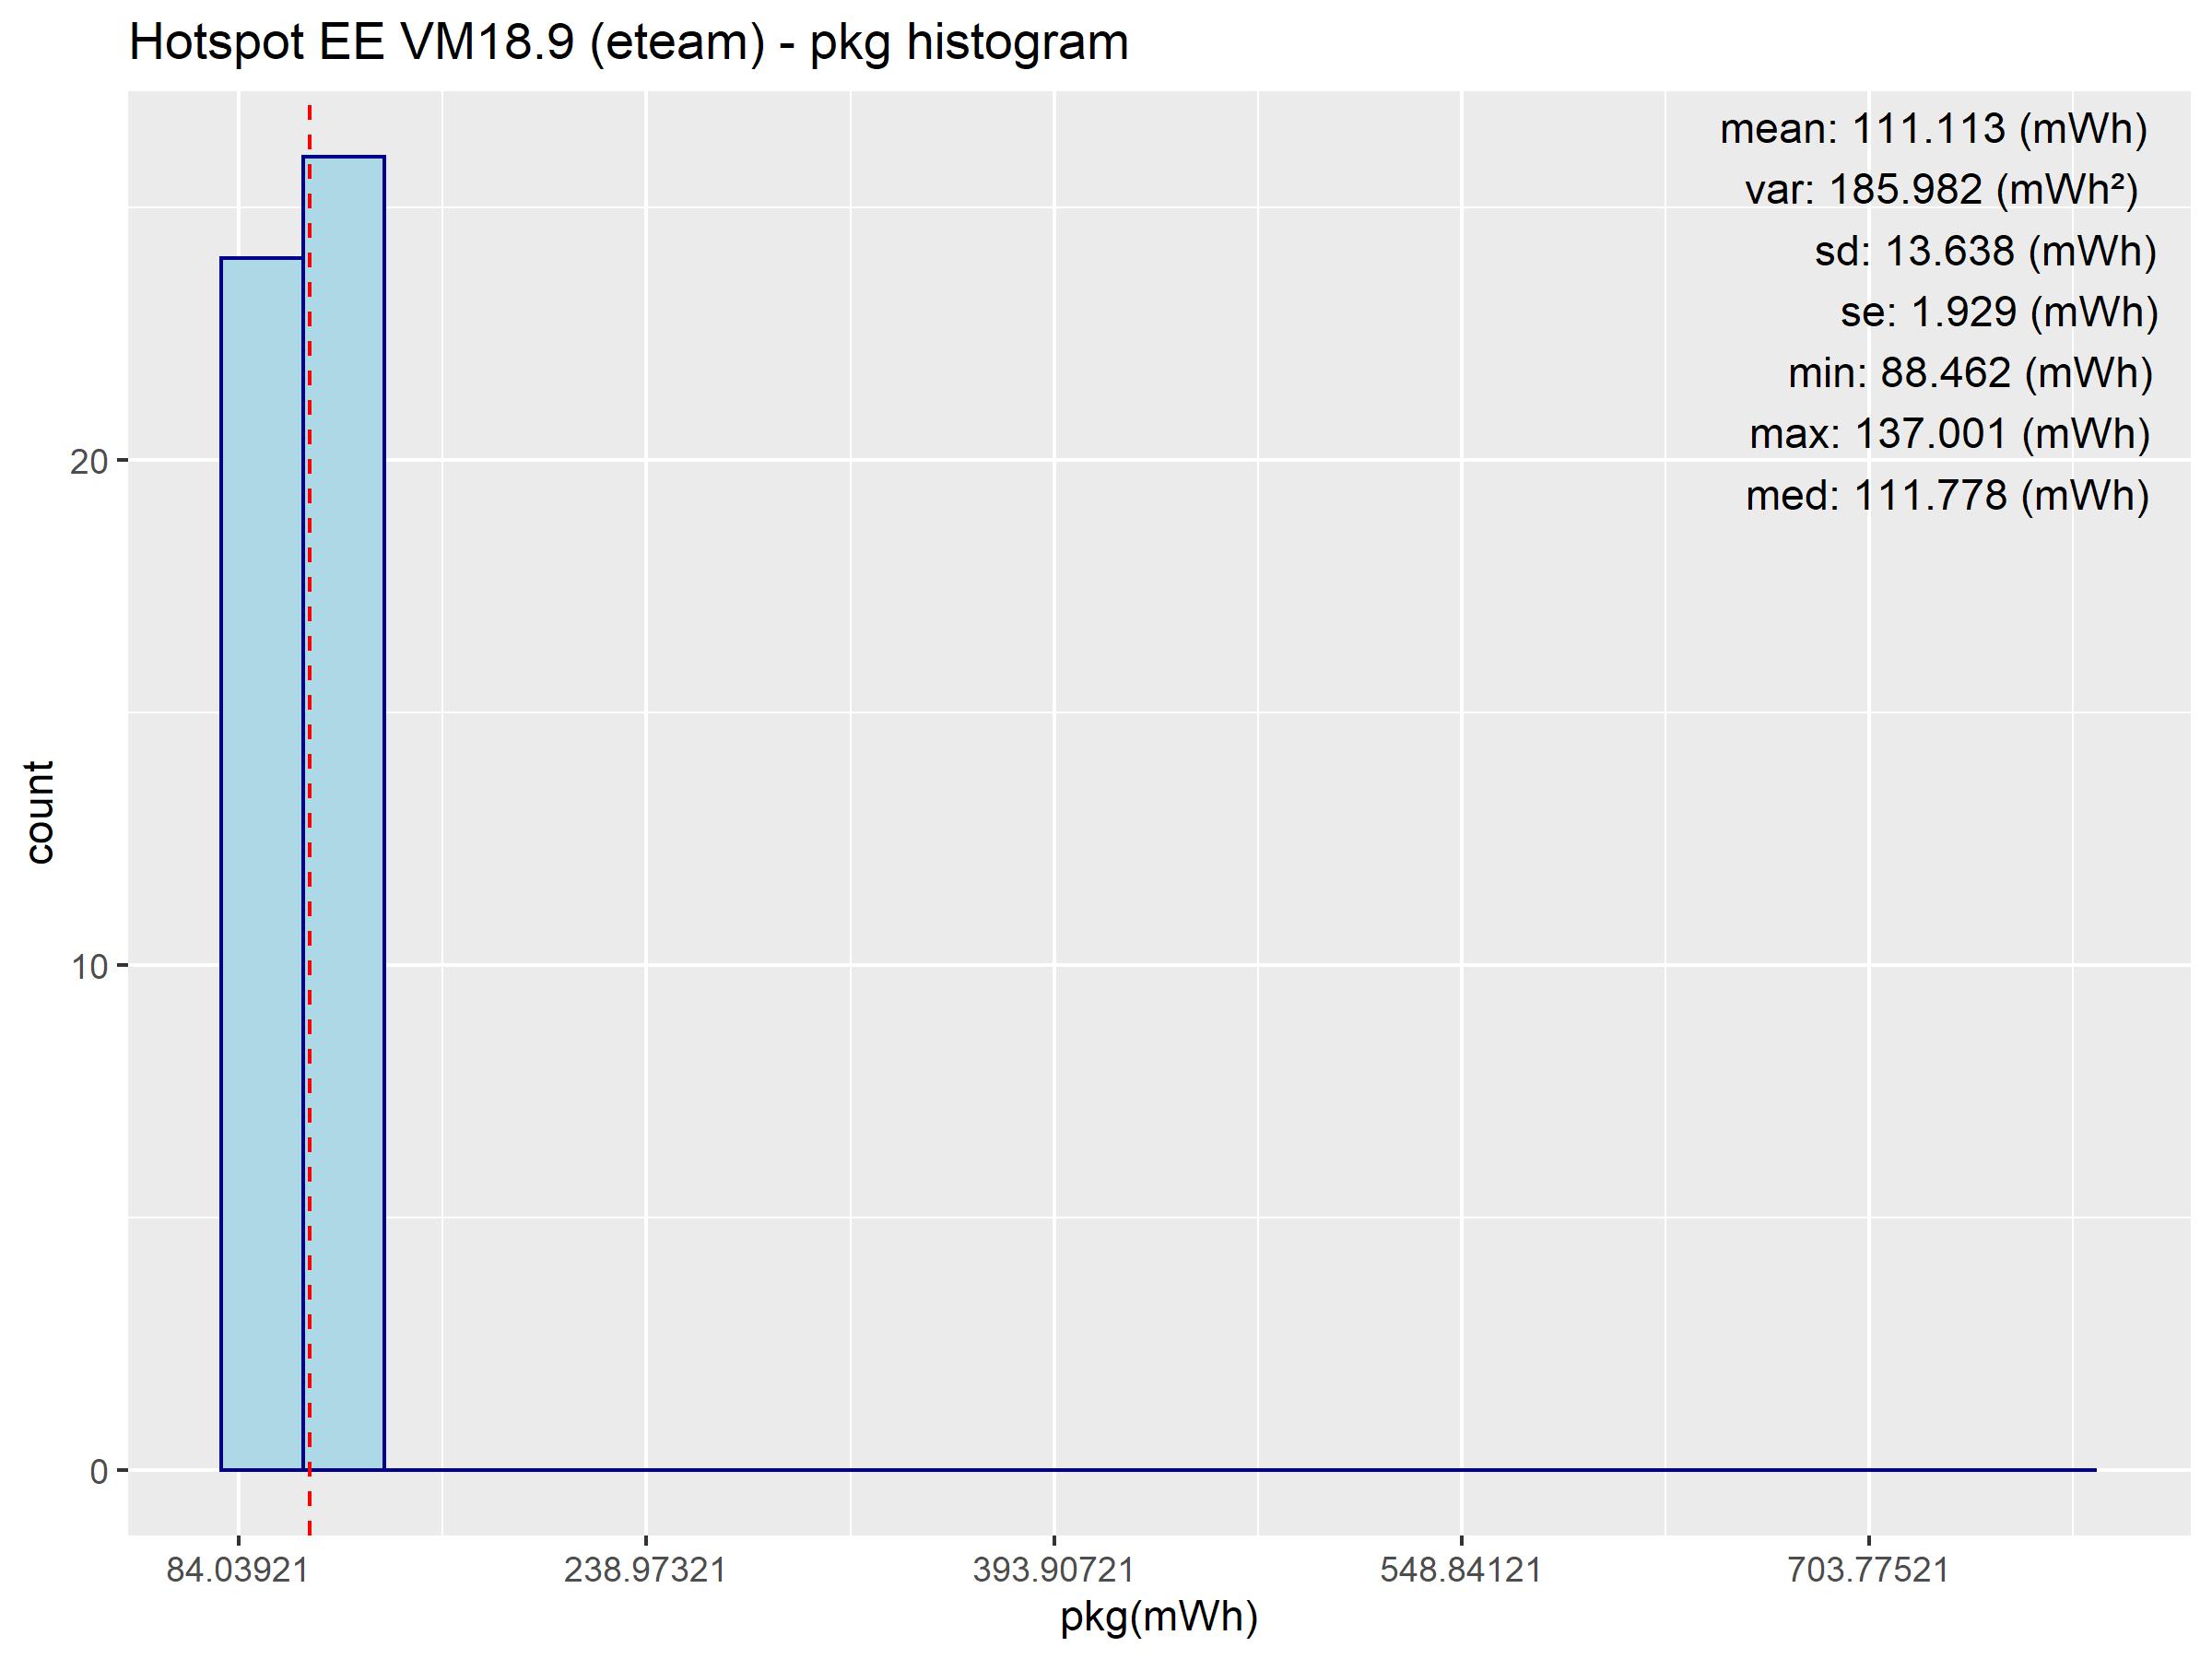 Hotspot EE VM18.9 (eteam) - pkg histogram
mean: 111.113 (mWh)
var: 185.982 (mWh²)
sd: 13.638 (mWh)
se: 1.929 (mWh)
min: 88.462 (mWh)
max: 137.001 (mWh)
med: 111.778 (mWh)
20
10
0
count
84.03921 238.97321 393.90721 548.84121 703.77521
pkg(mWh)